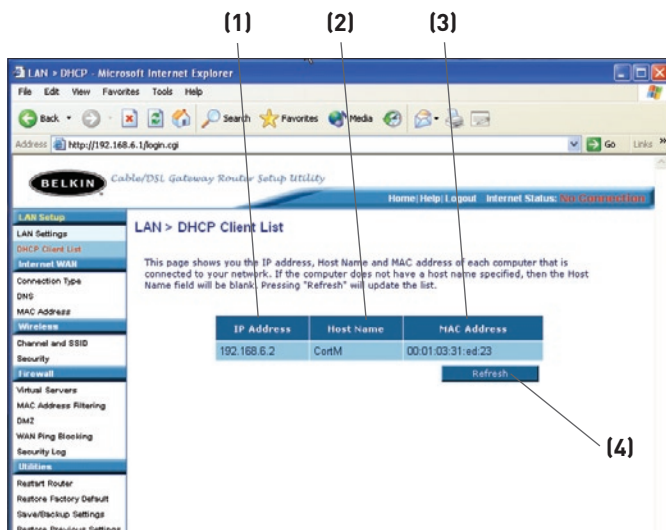 (1) (2) (3)
LAN > DHCP - Microsoft Internet Explorer
File Edit View Favorites Tools Help
Back Search Favorites Media
Address http://192.168.6.1/login.cgi Go Links »
BELKIN Cable/DSL Gateway Router Setup Utility
Home|Help|Logout Internet Status: No Connection
LAN Setup
LAN Settings
DHCP Client List
Internet WAN
Connection Type
DNS
MAC Address
Wireless
Channel and SSID
Security
Firewall
Virtual Servers
MAC Address Filtering
DMZ
WAN Ping Blocking
Security Log
Utilities
Restart Router
Restore Factory Default
Save/Backup Settings
Restore Previous Settings
LAN > DHCP Client List
This page shows you the IP address, Host Name and MAC address of each computer that is
connected to your network. If the computer does not have a host name specified, then the Host
Name field will be blank. Pressing "Refresh" will update the list.
IP Address Host Name MAC Address
192.168.6.2 CortM 00:01:03:31:ed:23
Refresh
(4)